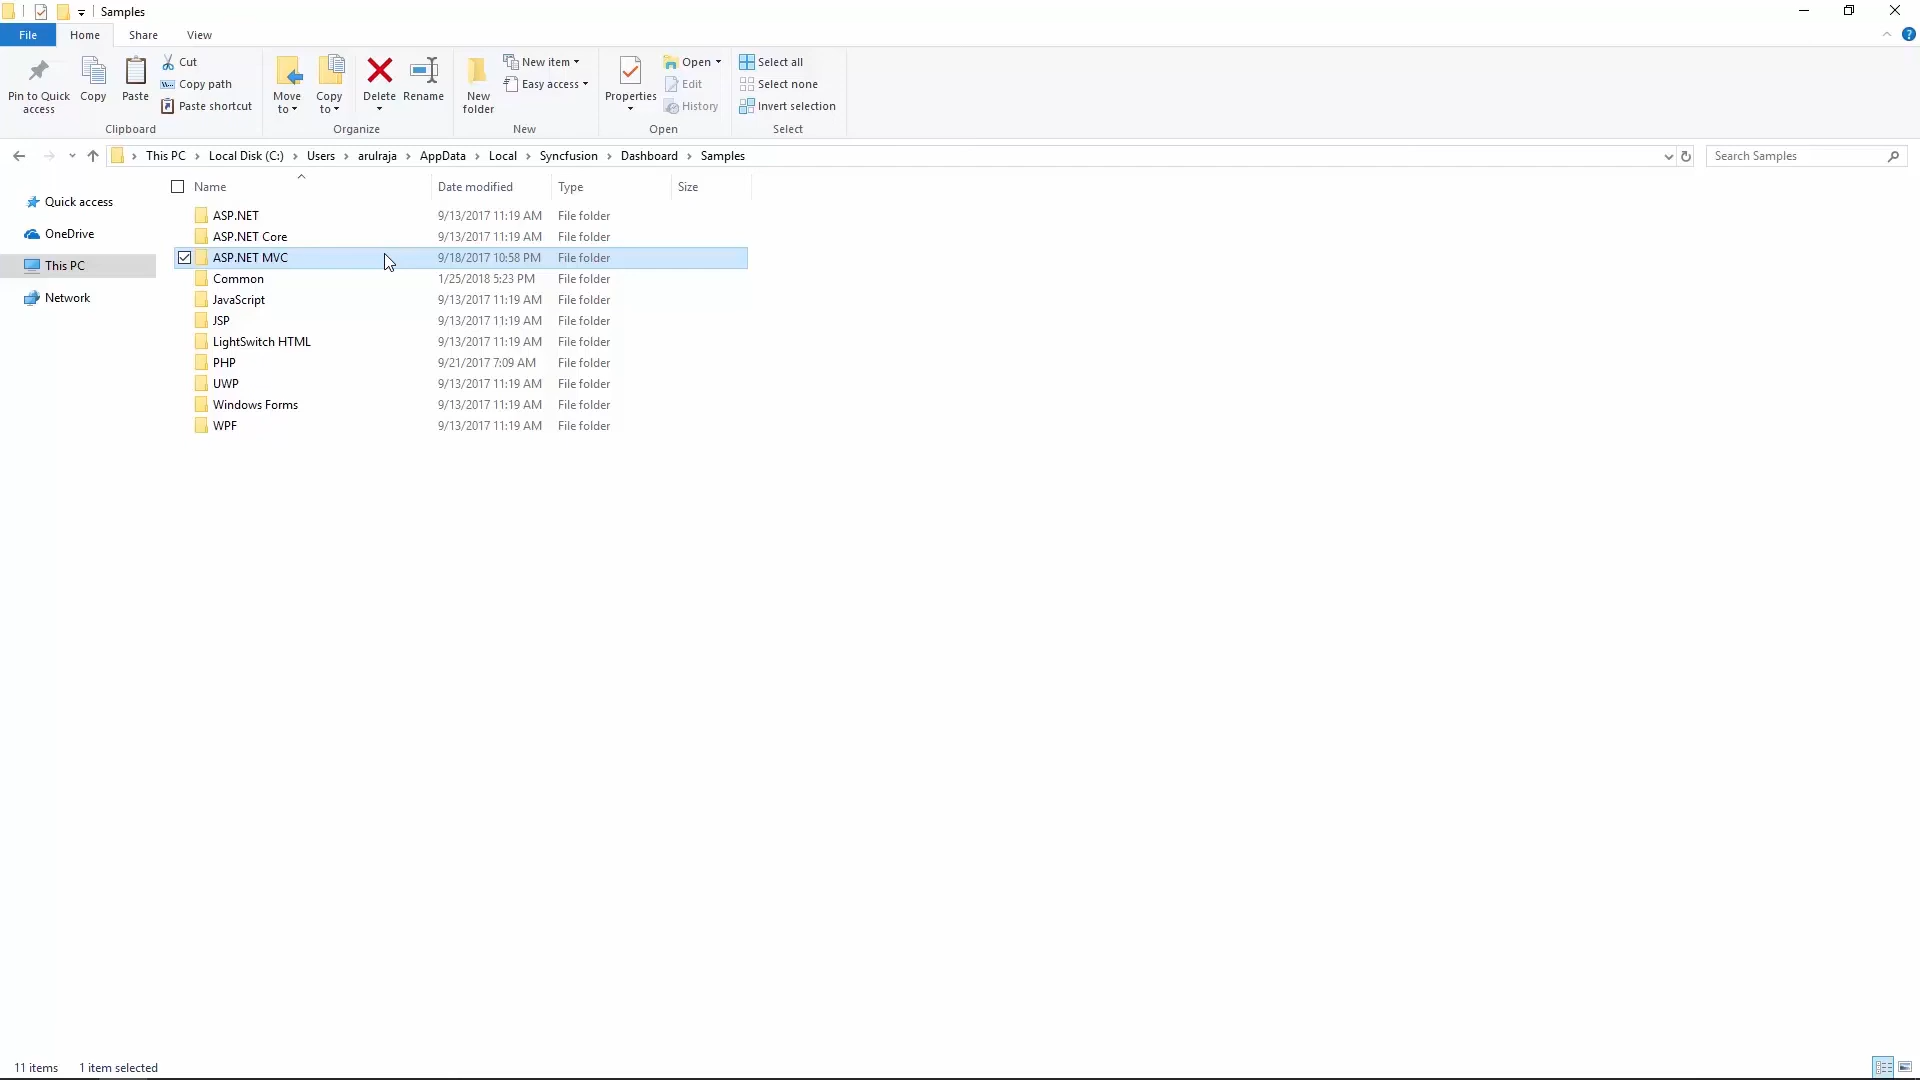 Samples
File Home Share View
Pin to Quick access
Copy
Paste
Cut
Copy path
Paste shortcut
Clipboard
Move to
Copy to
Delete
Rename
Organize
New folder
New item
Easy access
New
Properties
Open
Edit
History
Open
Select all
Select none
Invert selection
Select
This PC Local Disk (C:) Users arulraja AppData Local Syncfusion Dashboard Samples
Search Samples
Quick access
OneDrive
This PC
Network
Name Date modified Type Size
ASP.NET 9/13/2017 11:19 AM File folder
ASP.NET Core 9/13/2017 11:19 AM File folder
ASP.NET MVC 9/18/2017 10:58 PM File folder
Common 1/25/2018 5:23 PM File folder
JavaScript 9/13/2017 11:19 AM File folder
JSP 9/13/2017 11:19 AM File folder
LightSwitch HTML 9/13/2017 11:19 AM File folder
PHP 9/21/2017 7:09 AM File folder
UWP 9/13/2017 11:19 AM File folder
Windows Forms 9/13/2017 11:19 AM File folder
WPF 9/13/2017 11:19 AM File folder
11 items 1 item selected